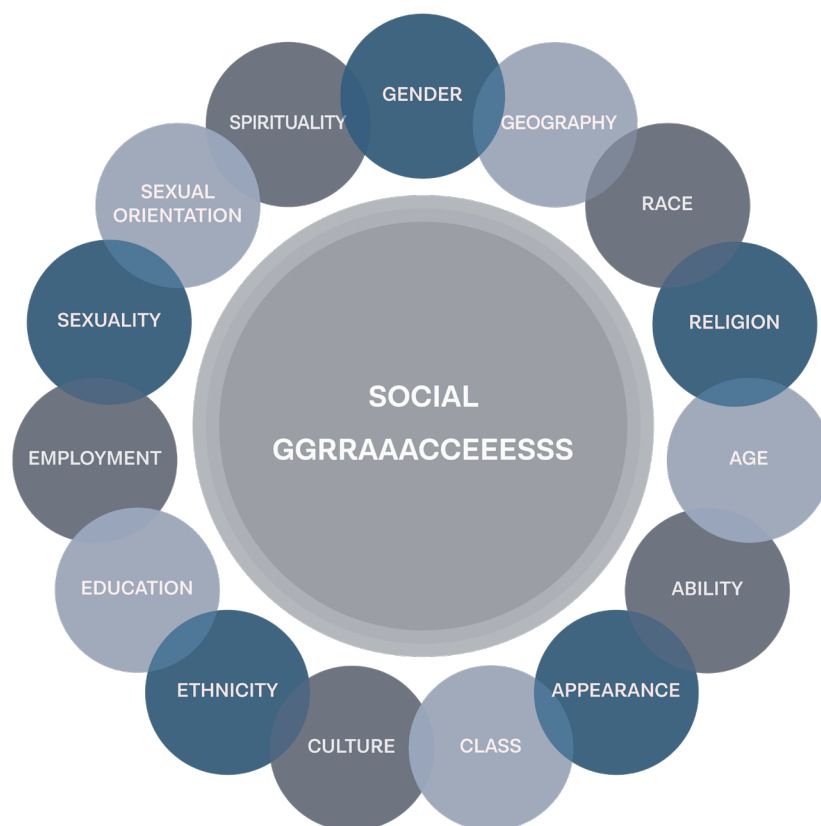 GENDER
GEOGRAPHY
RACE
RELIGION
AGE
ABILITY
APPEARANCE
CLASS
CULTURE
ETHNICITY
EDUCATION
EMPLOYMENT
SEXUALITY
SEXUAL
ORIENTATION
SPIRITUALITY
SOCIAL
GGRRAAACCEEESSS